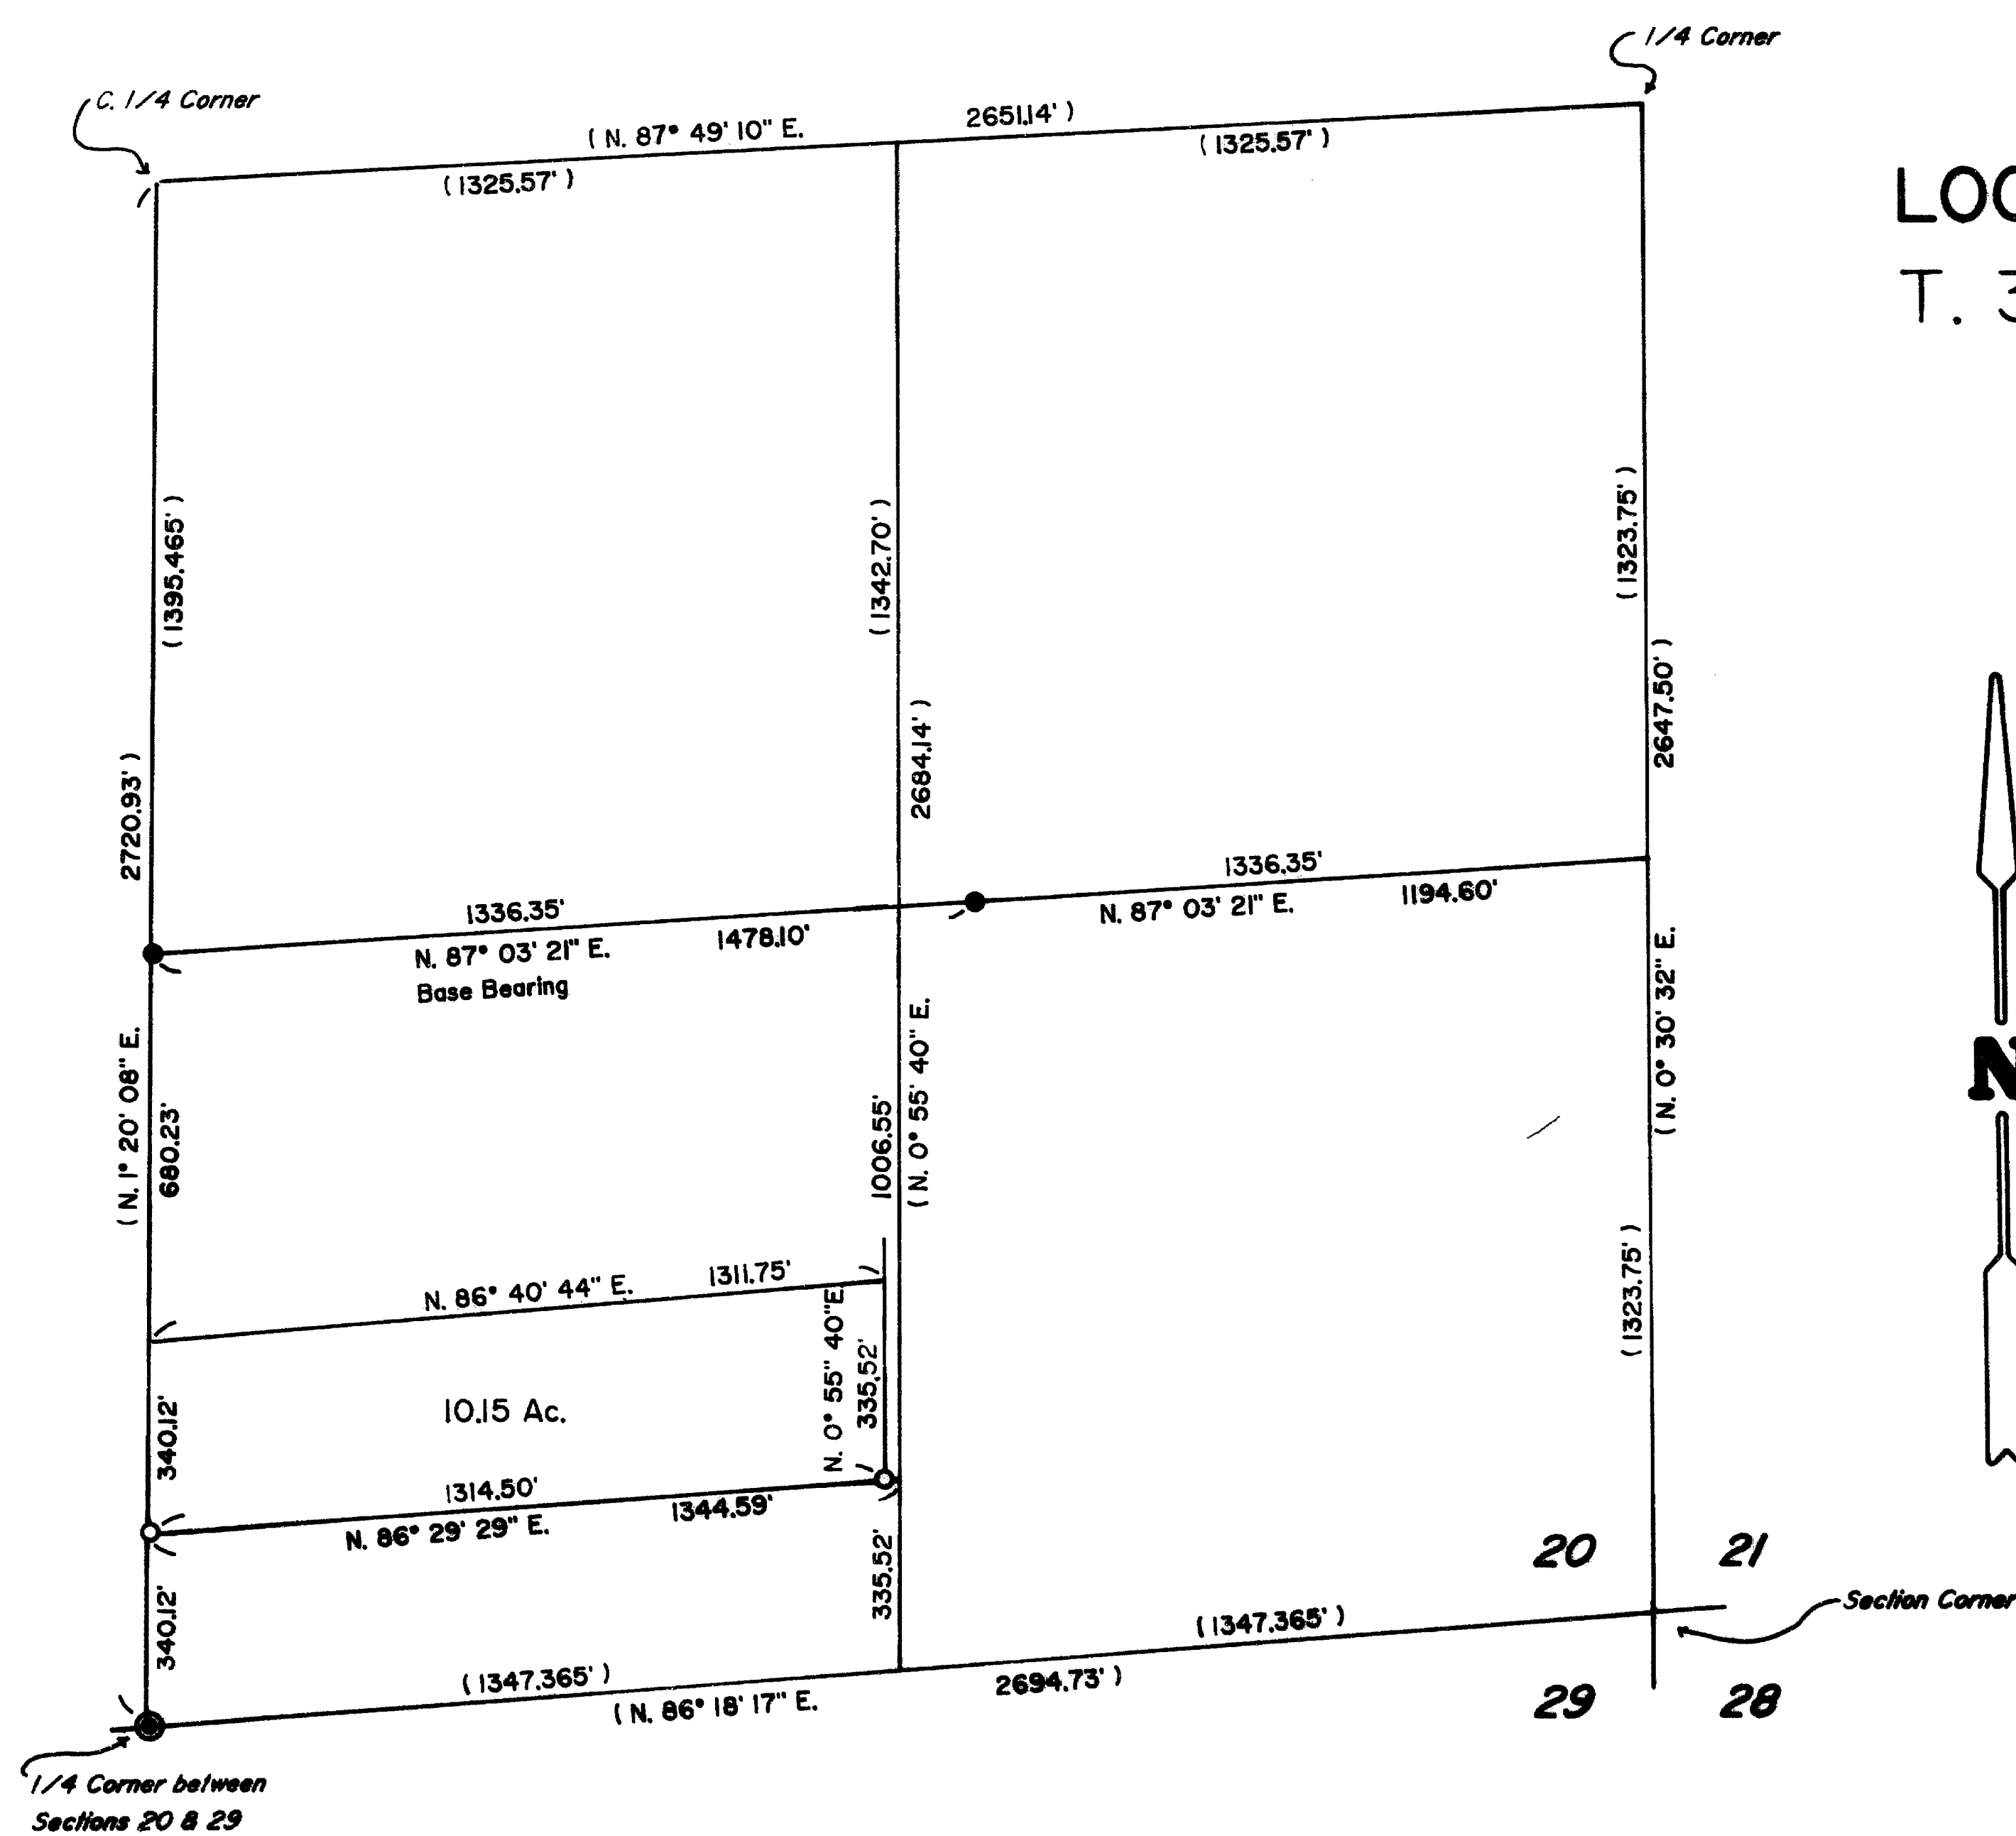 1/4 Corner
C. 1/4 Corner
2651.14' )
( N. 87° 49' 10" E.
( 1325.57' )
( 1325.57' )
LOC
T. 3
( 1395.465' )
( 1342.70' )
( 1323.75' )
2720.93' )
2684.14' )
2647.50' )
1336.35'
1336.35'
N. 87° 03' 21" E.
1478.10'
N. 87° 03' 21" E.
1194.60'
Base Bearing
( N. 1° 20' 08" E.
680.23'
1006.55'
( N. 0° 55' 40" E.
( N. 0° 30' 32" E.
N
N. 86° 40' 44" E.
1311.75'
N. 0° 55" 40"E.
335.52'
( 1323.75' )
340.12'
10.15 Ac.
1314.50'
1344.59'
N. 86° 29' 29" E.
340.12'
335.52'
20
21
Section Corner
( 1347.365' )
( 1347.365' )
2694.73' )
( N. 86° 18' 17" E.
29
28
1/4 Corner between
Sections 20 & 29